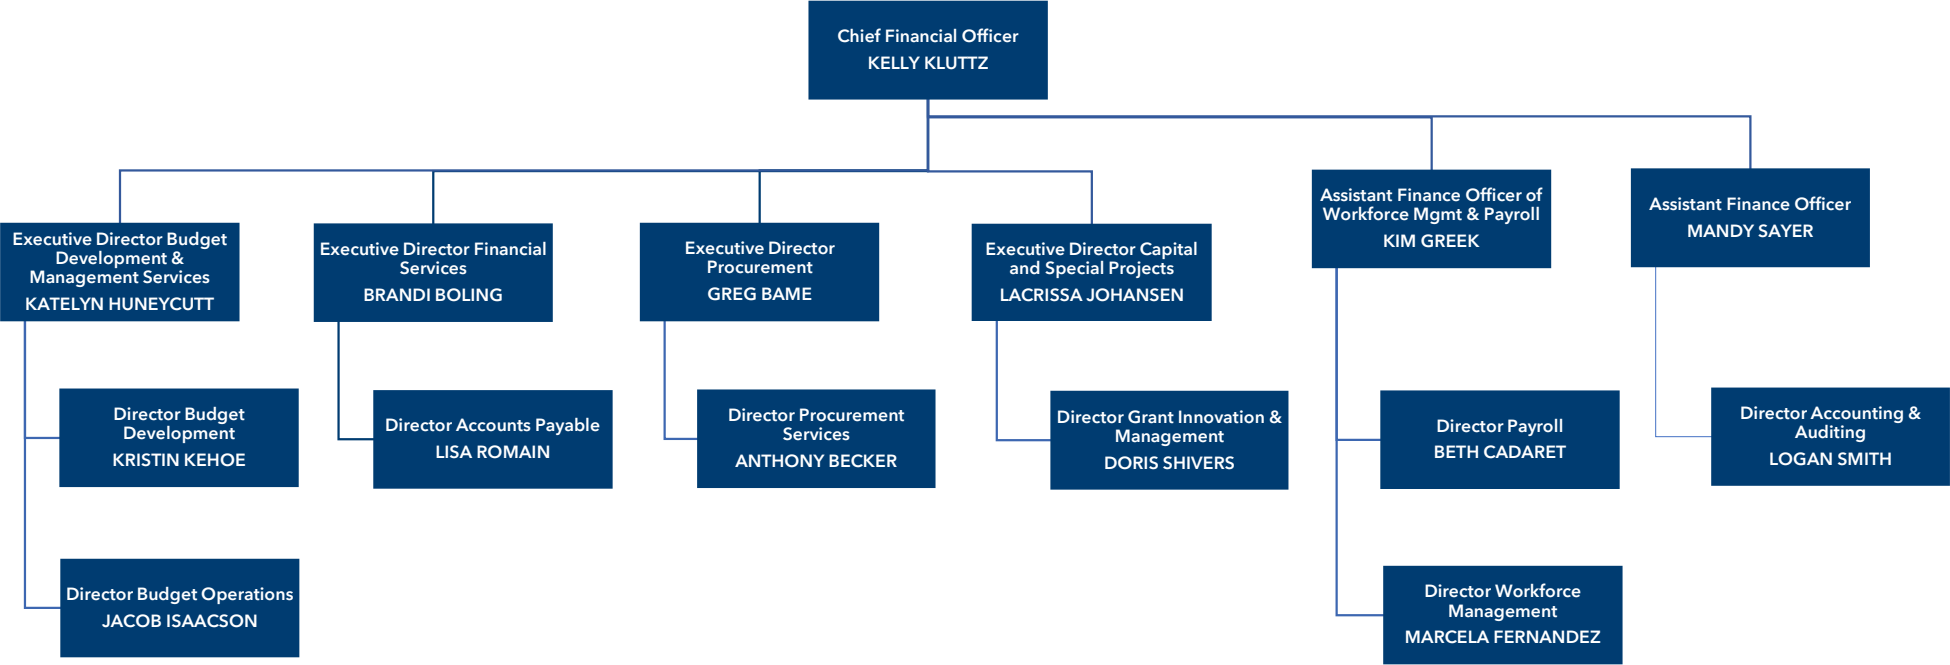 Chief Financial Officer
KELLY KLUTTZ
Executive Director Budget
Development &
Management Services
KATELYN HUNEYCUTT
Executive Director Financial
Services
BRANDI BOLING
Executive Director
Procurement
GREG BAME
Executive Director Capital
and Special Projects
LACRISSA JOHANSEN
Assistant Finance Officer of
Workforce Mgmt & Payroll
KIM GREEK
Assistant Finance Officer
MANDY SAYER
Director Budget
Development
KRISTIN KEHOE
Director Accounts Payable
LISA ROMAIN
Director Procurement
Services
ANTHONY BECKER
Director Grant Innovation &
Management
DORIS SHIVERS
Director Payroll
BETH CADARET
Director Accounting &
Auditing
LOGAN SMITH
Director Budget Operations
JACOB ISAACSON
Director Workforce
Management
MARCELA FERNANDEZ